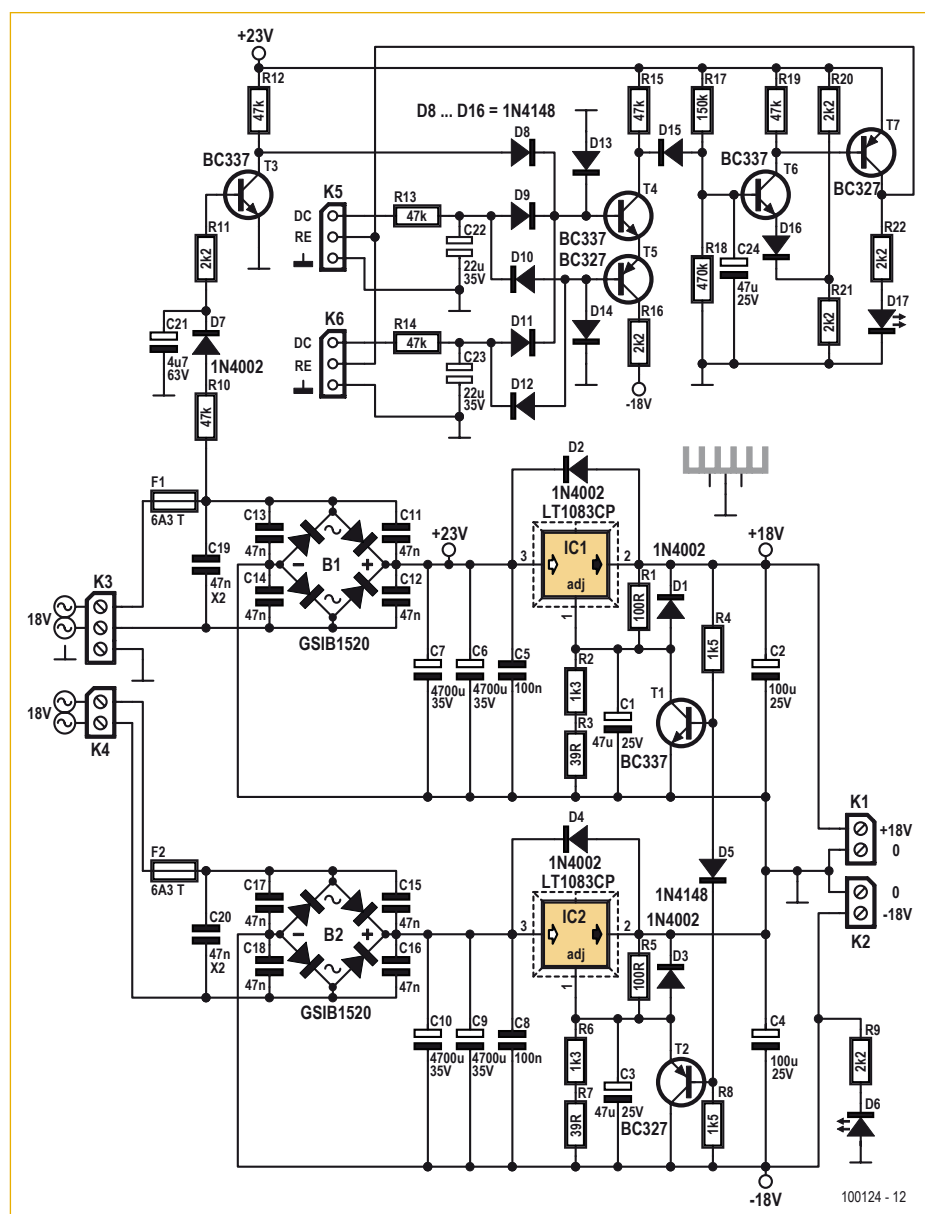 +23V
R12
47k
D8 ... D16 = 1N4148
R15
47k
R17
150k
R19
47k
R20
2k2
D8
D13
D15
T7
BC337
T3
BC337
T6
BC327
K5
DC
RE
R13
47k
D9
T4
BC337
BC327
R11
2k2
C22
22u
35V
D10
T5
D16
R22
2k2
R18
470k
C24
47u
25V
R21
2k2
D17
K6
DC
RE
R14
47k
D11
D14
R16
2k2
C21
4u7
63V
D7
1N4002
C23
22u
35V
D12
-18V
R10
47k
D2
1N4002
LT1083CP
F1
6A3 T
C13
47n
C11
47n
+23V
+18V
C19
47n
X2
B1
3
IC1
adj
2
1N4002
R1
100R
D1
C14
47n
C12
47n
1
R4
1k5
K3
18V
GSIB1520
C7
4700u
35V
C6
4700u
35V
C5
100n
R2
1k3
C1
47u
25V
T1
C2
100u
25V
18V
K4
R3
39R
BC337
D4
1N4002
LT1083CP
K1
+18V
0
F2
6A3 T
D5
1N4148
C17
47n
C15
47n
0
-18V
K2
C20
47n
X2
B2
3
IC2
adj
2
1N4002
R5
100R
D3
C18
47n
C16
47n
1
GSIB1520
C10
4700u
35V
C9
4700u
35V
C8
100n
R6
1k3
C3
47u
25V
T2
C4
100u
25V
R9
2k2
R7
39R
BC327
R8
1k5
D6
-18V
100124 - 12